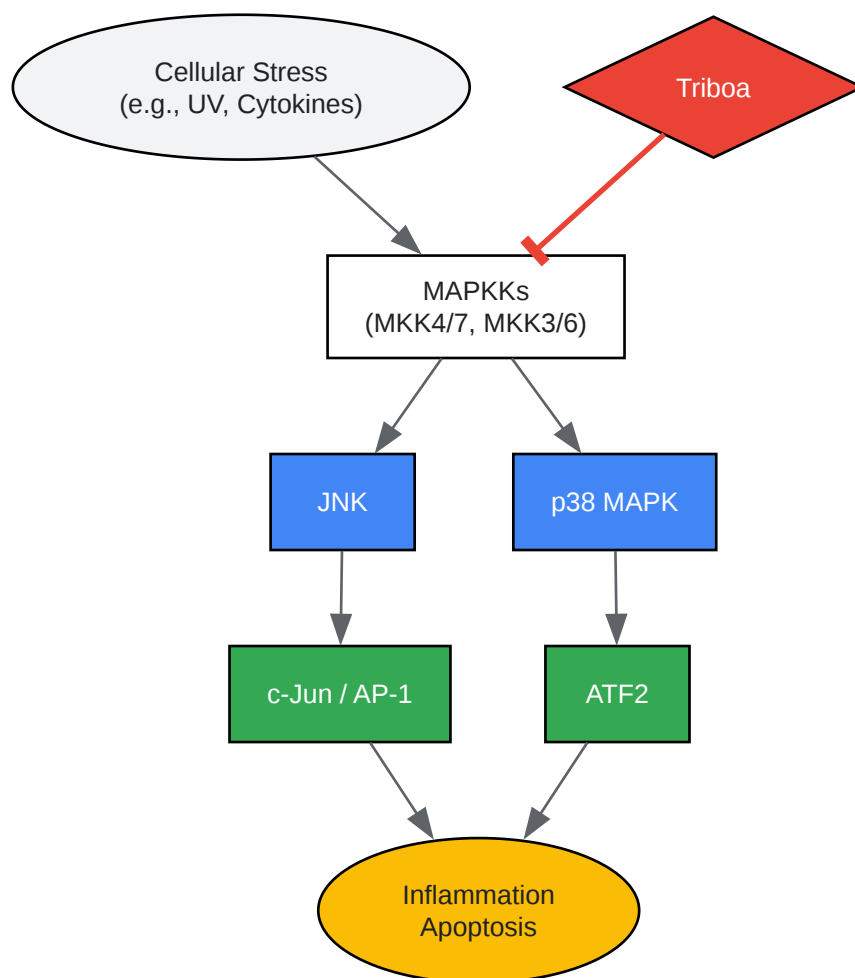 Cellular Stress
(e.g., UV, Cytokines)
Triboa
MAPKKs
(MKK4/7, MKK3/6)
JNK
p38 MAPK
c-Jun / AP-1
ATF2
Inflammation
Apoptosis